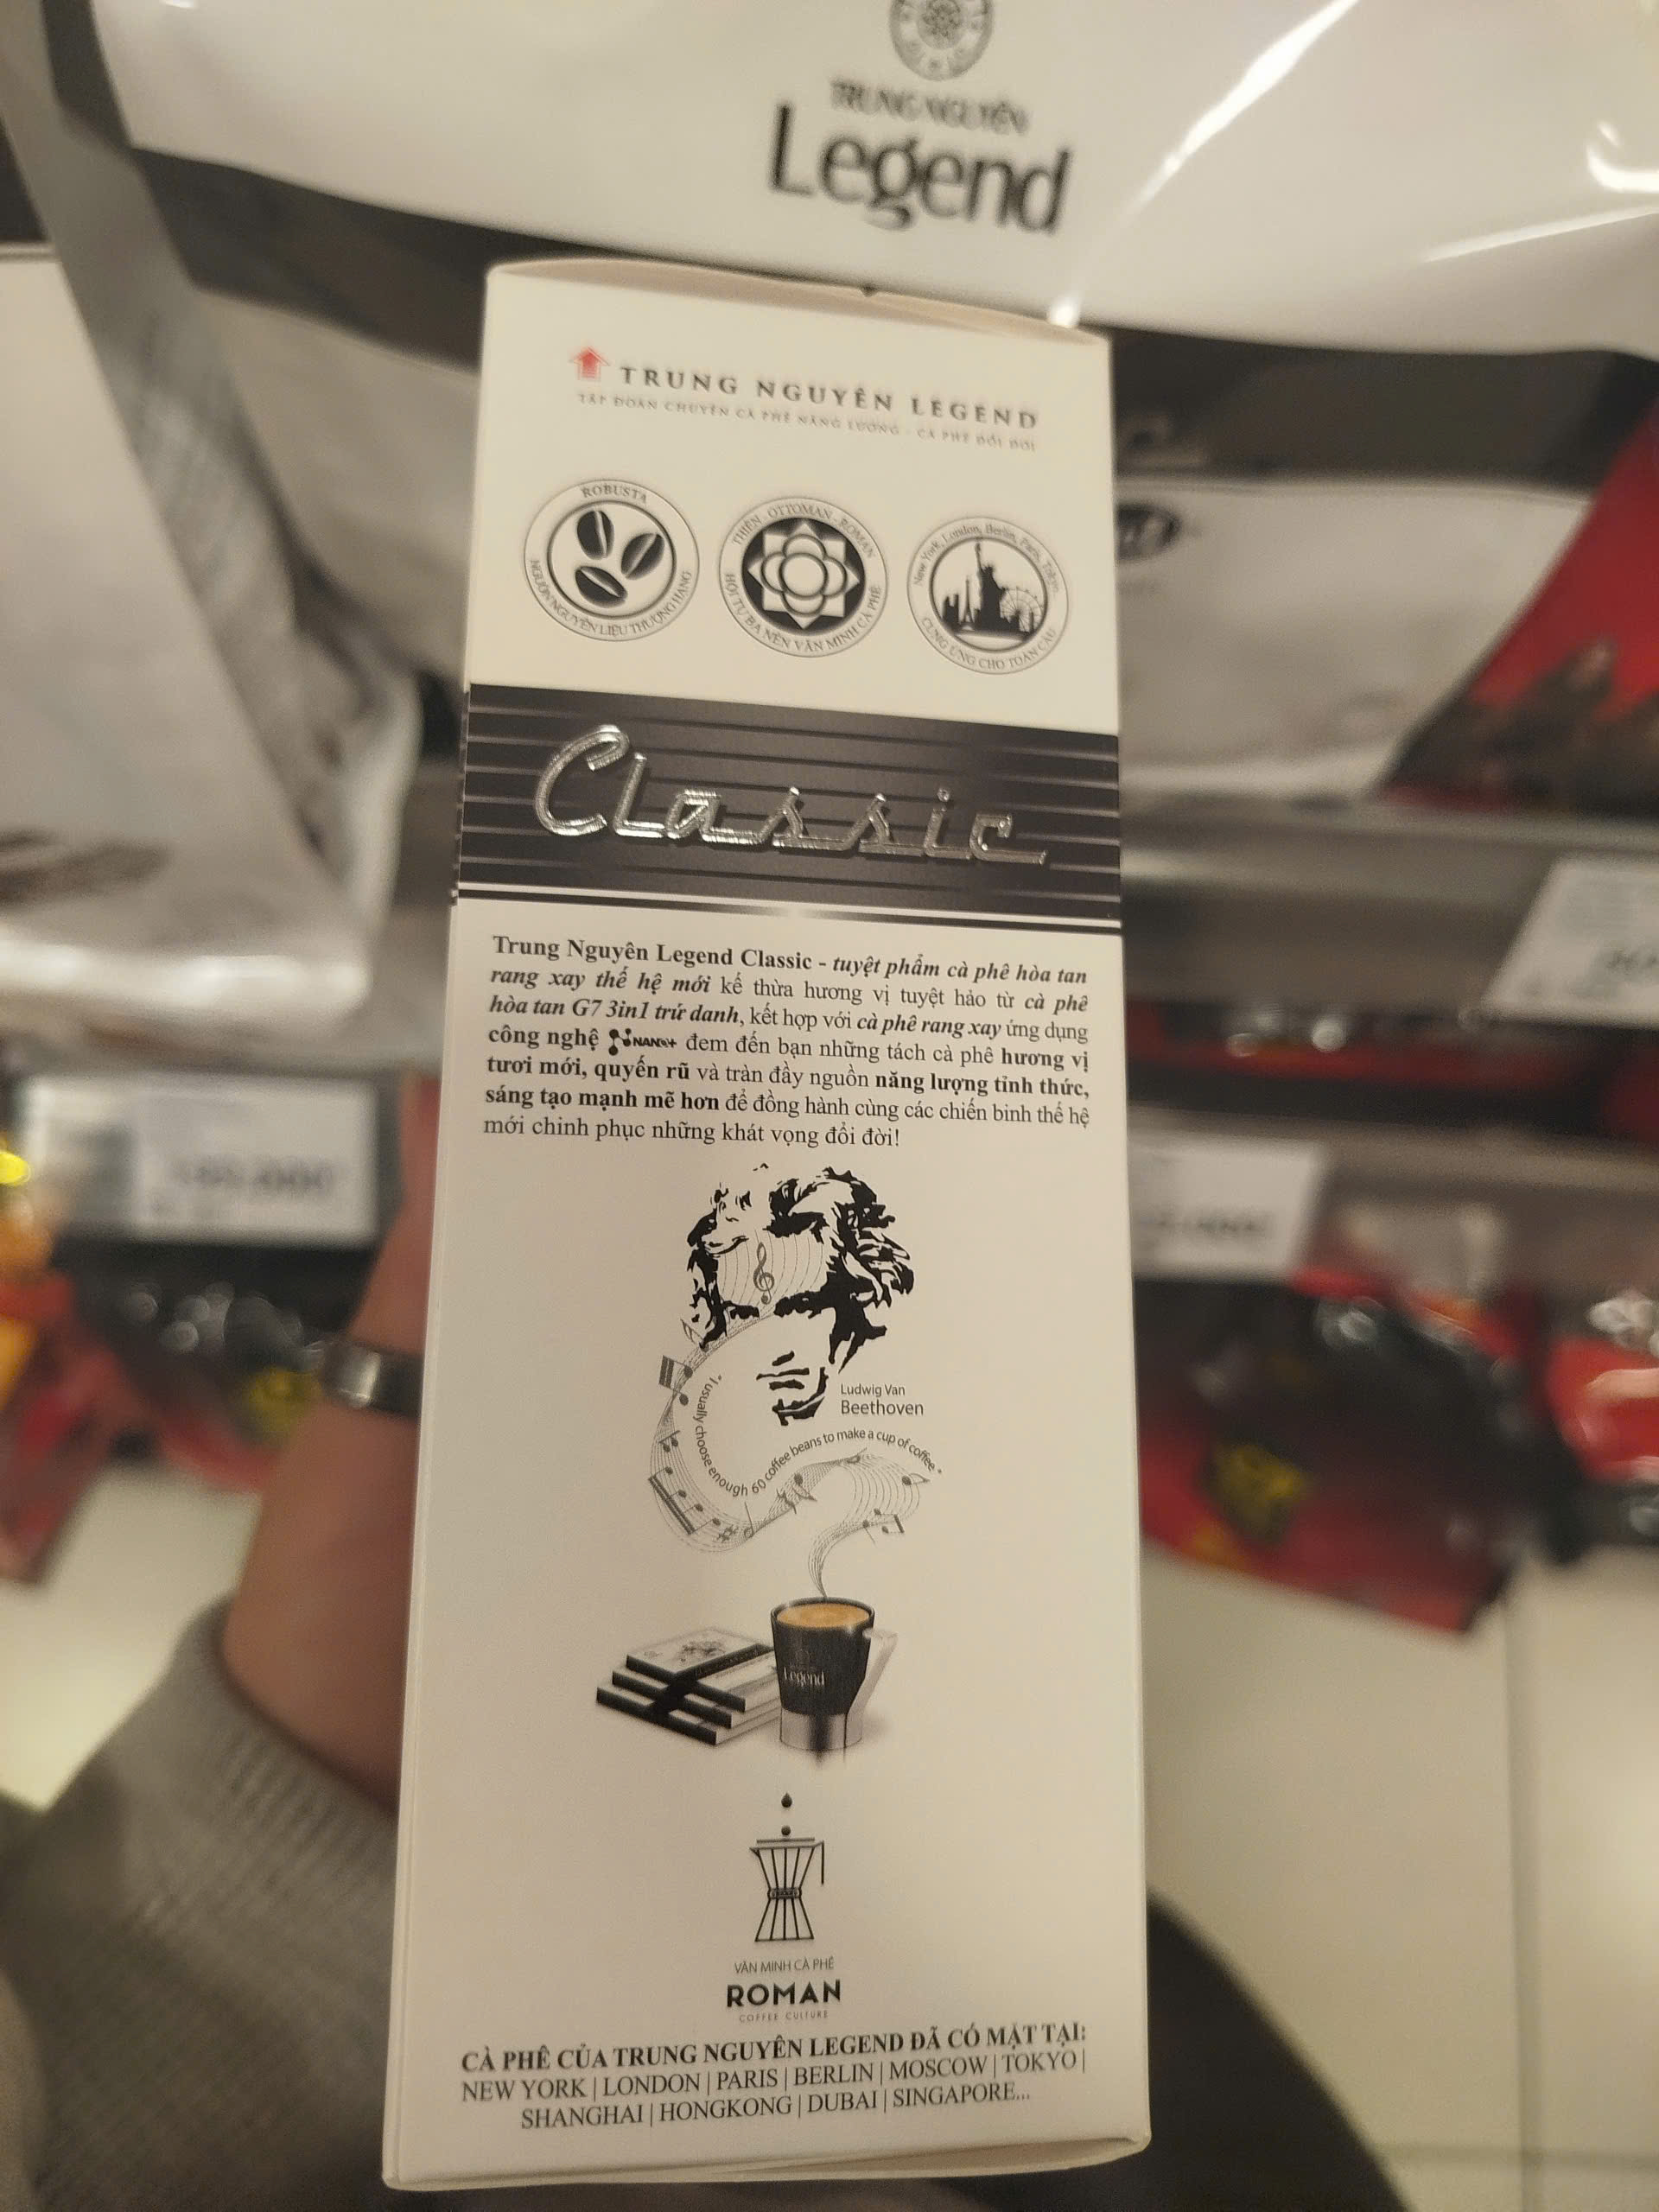 TRUNG NGUYÊN
Legend
TRUNG NGUYÊN LEGEND
TẬP ĐOÀN CHUYÊN CÀ PHÊ NĂNG LƯỢNG - CÀ PHÊ ĐỔI ĐỜI
ROBUSTA
NGUỒN NGUYÊN LIỆU THƯỢNG HẠNG
THIỀN - OTTOMAN - ROMAN
HỘI TỤ BA NỀN VĂN MINH CÀ PHÊ
New York, London, Berlin, Paris, Tokyo
CUNG ỨNG CHO TOÀN CẦU
Classic
Trung Nguyên Legend Classic - tuyệt phẩm cà phê hòa tan
rang xay thế hệ mới kế thừa hương vị tuyệt hảo từ cà phê
hòa tan G7 3in1 trứ danh, kết hợp với cà phê rang xay ứng dụng
công nghệ NANO+ đem đến bạn những tách cà phê hương vị
tươi mới, quyến rũ và tràn đầy nguồn năng lượng tỉnh thức,
sáng tạo mạnh mẽ hơn để đồng hành cùng các chiến binh thế hệ
mới chinh phục những khát vọng đổi đời!
Ludwig Van
Beethoven
"I usually choose enough 60 coffee beans to make a cup of coffee"
Legend
VĂN MINH CÀ PHÊ
ROMAN
COFFEE CULTURE
CÀ PHÊ CỦA TRUNG NGUYÊN LEGEND ĐÃ CÓ MẶT TẠI:
NEW YORK | LONDON | PARIS | BERLIN | MOSCOW | TOKYO |
SHANGHAI | HONGKONG | DUBAI | SINGAPORE...